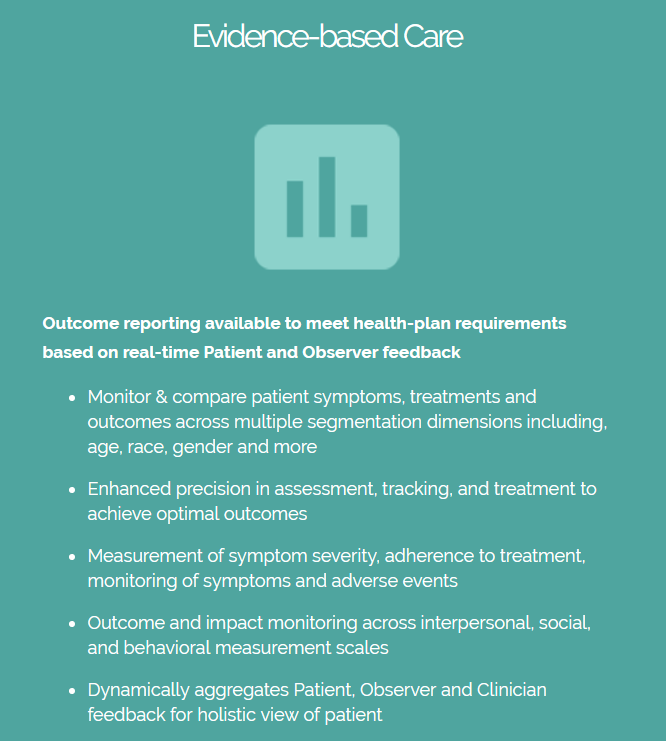 Evidence-based Care
Outcome reporting available to meet health-plan requirements
based on real-time Patient and Observer feedback
• Monitor & compare patient symptoms, treatments and
outcomes across multiple segmentation dimensions including,
age, race, gender and more
• Enhanced precision in assessment, tracking, and treatment to
achieve optimal outcomes
• Measurement of symptom severity, adherence to treatment,
monitoring of symptoms and adverse events
• Outcome and impact monitoring across interpersonal, social,
and behavioral measurement scales
• Dynamically aggregates Patient, Observer and Clinician
feedback for holistic view of patient